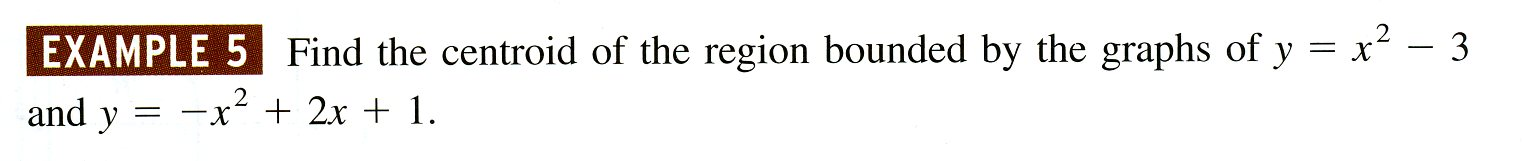 EXAMPLE 5 Find the centroid of the region bounded by the graphs of y = x² − 3
and y = −x² + 2x + 1.